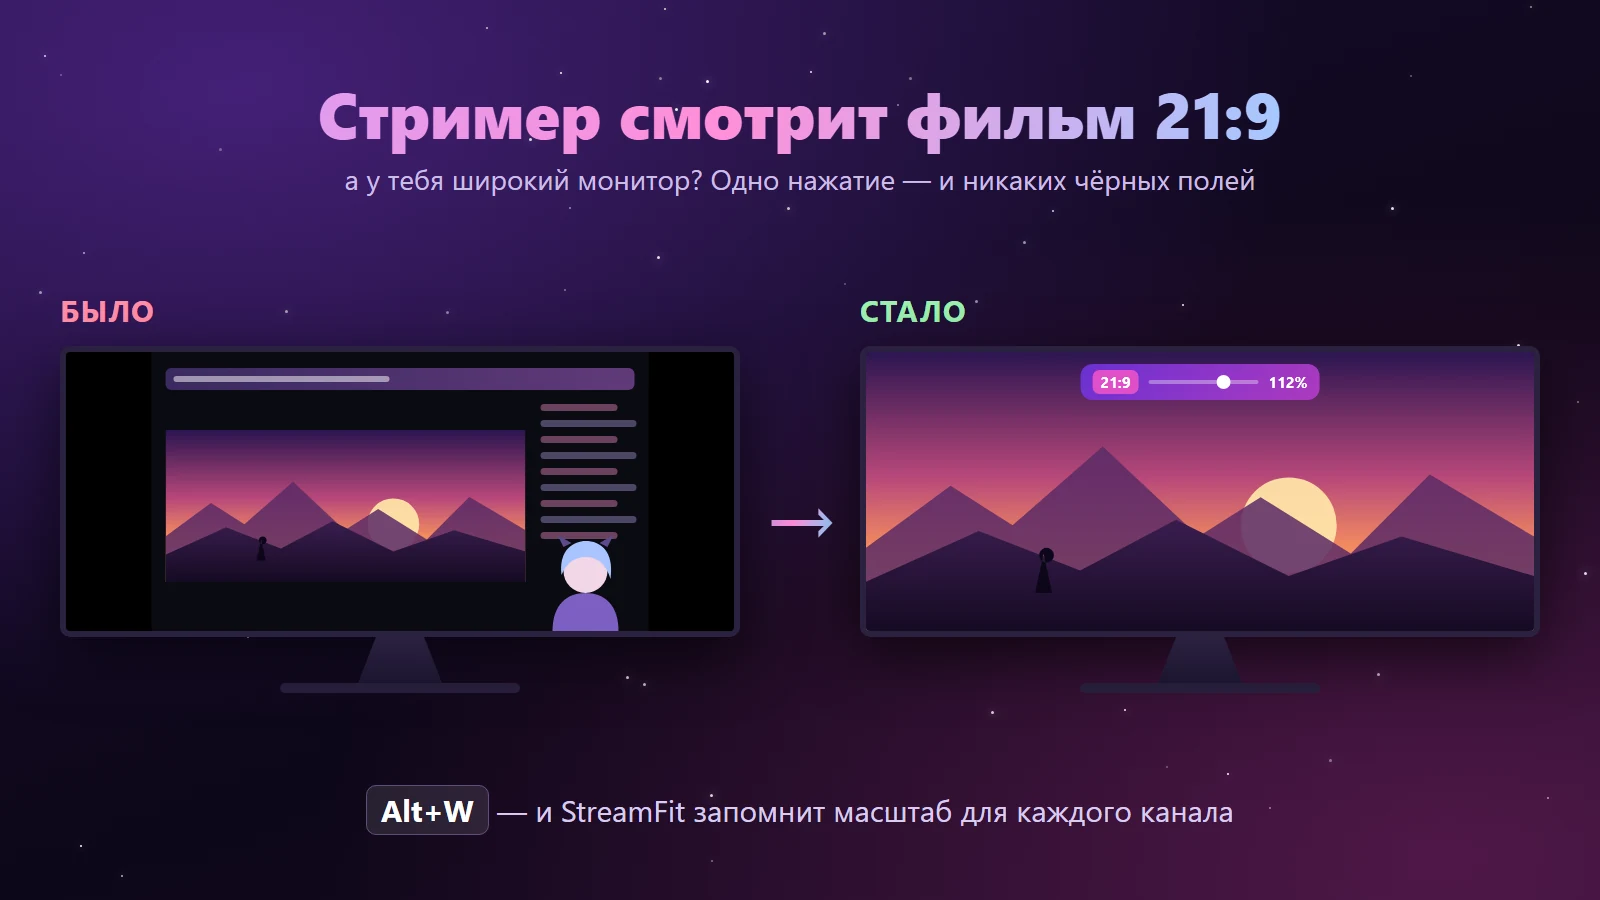 Стример смотрит фильм 21:9
а у тебя широкий монитор? Одно нажатие — и никаких чёрных полей
БЫЛО
СТАЛО
21:9 112%
Alt+W — и StreamFit запомнит масштаб для каждого канала